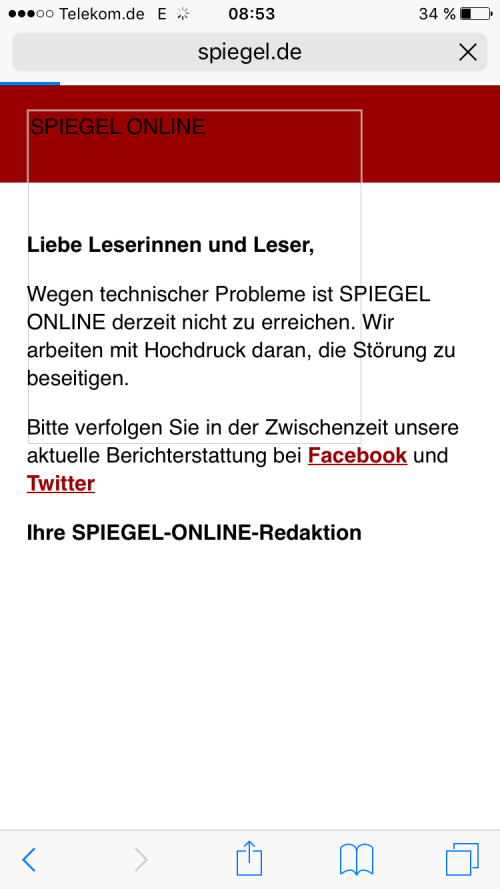 Telekom.de E 08:53 34 %
spiegel.de
SPIEGEL ONLINE
Liebe Leserinnen und Leser,
Wegen technischer Probleme ist SPIEGEL
ONLINE derzeit nicht zu erreichen. Wir
arbeiten mit Hochdruck daran, die Störung zu
beseitigen.
Bitte verfolgen Sie in der Zwischenzeit unsere
aktuelle Berichterstattung bei Facebook und
Twitter
Ihre SPIEGEL-ONLINE-Redaktion